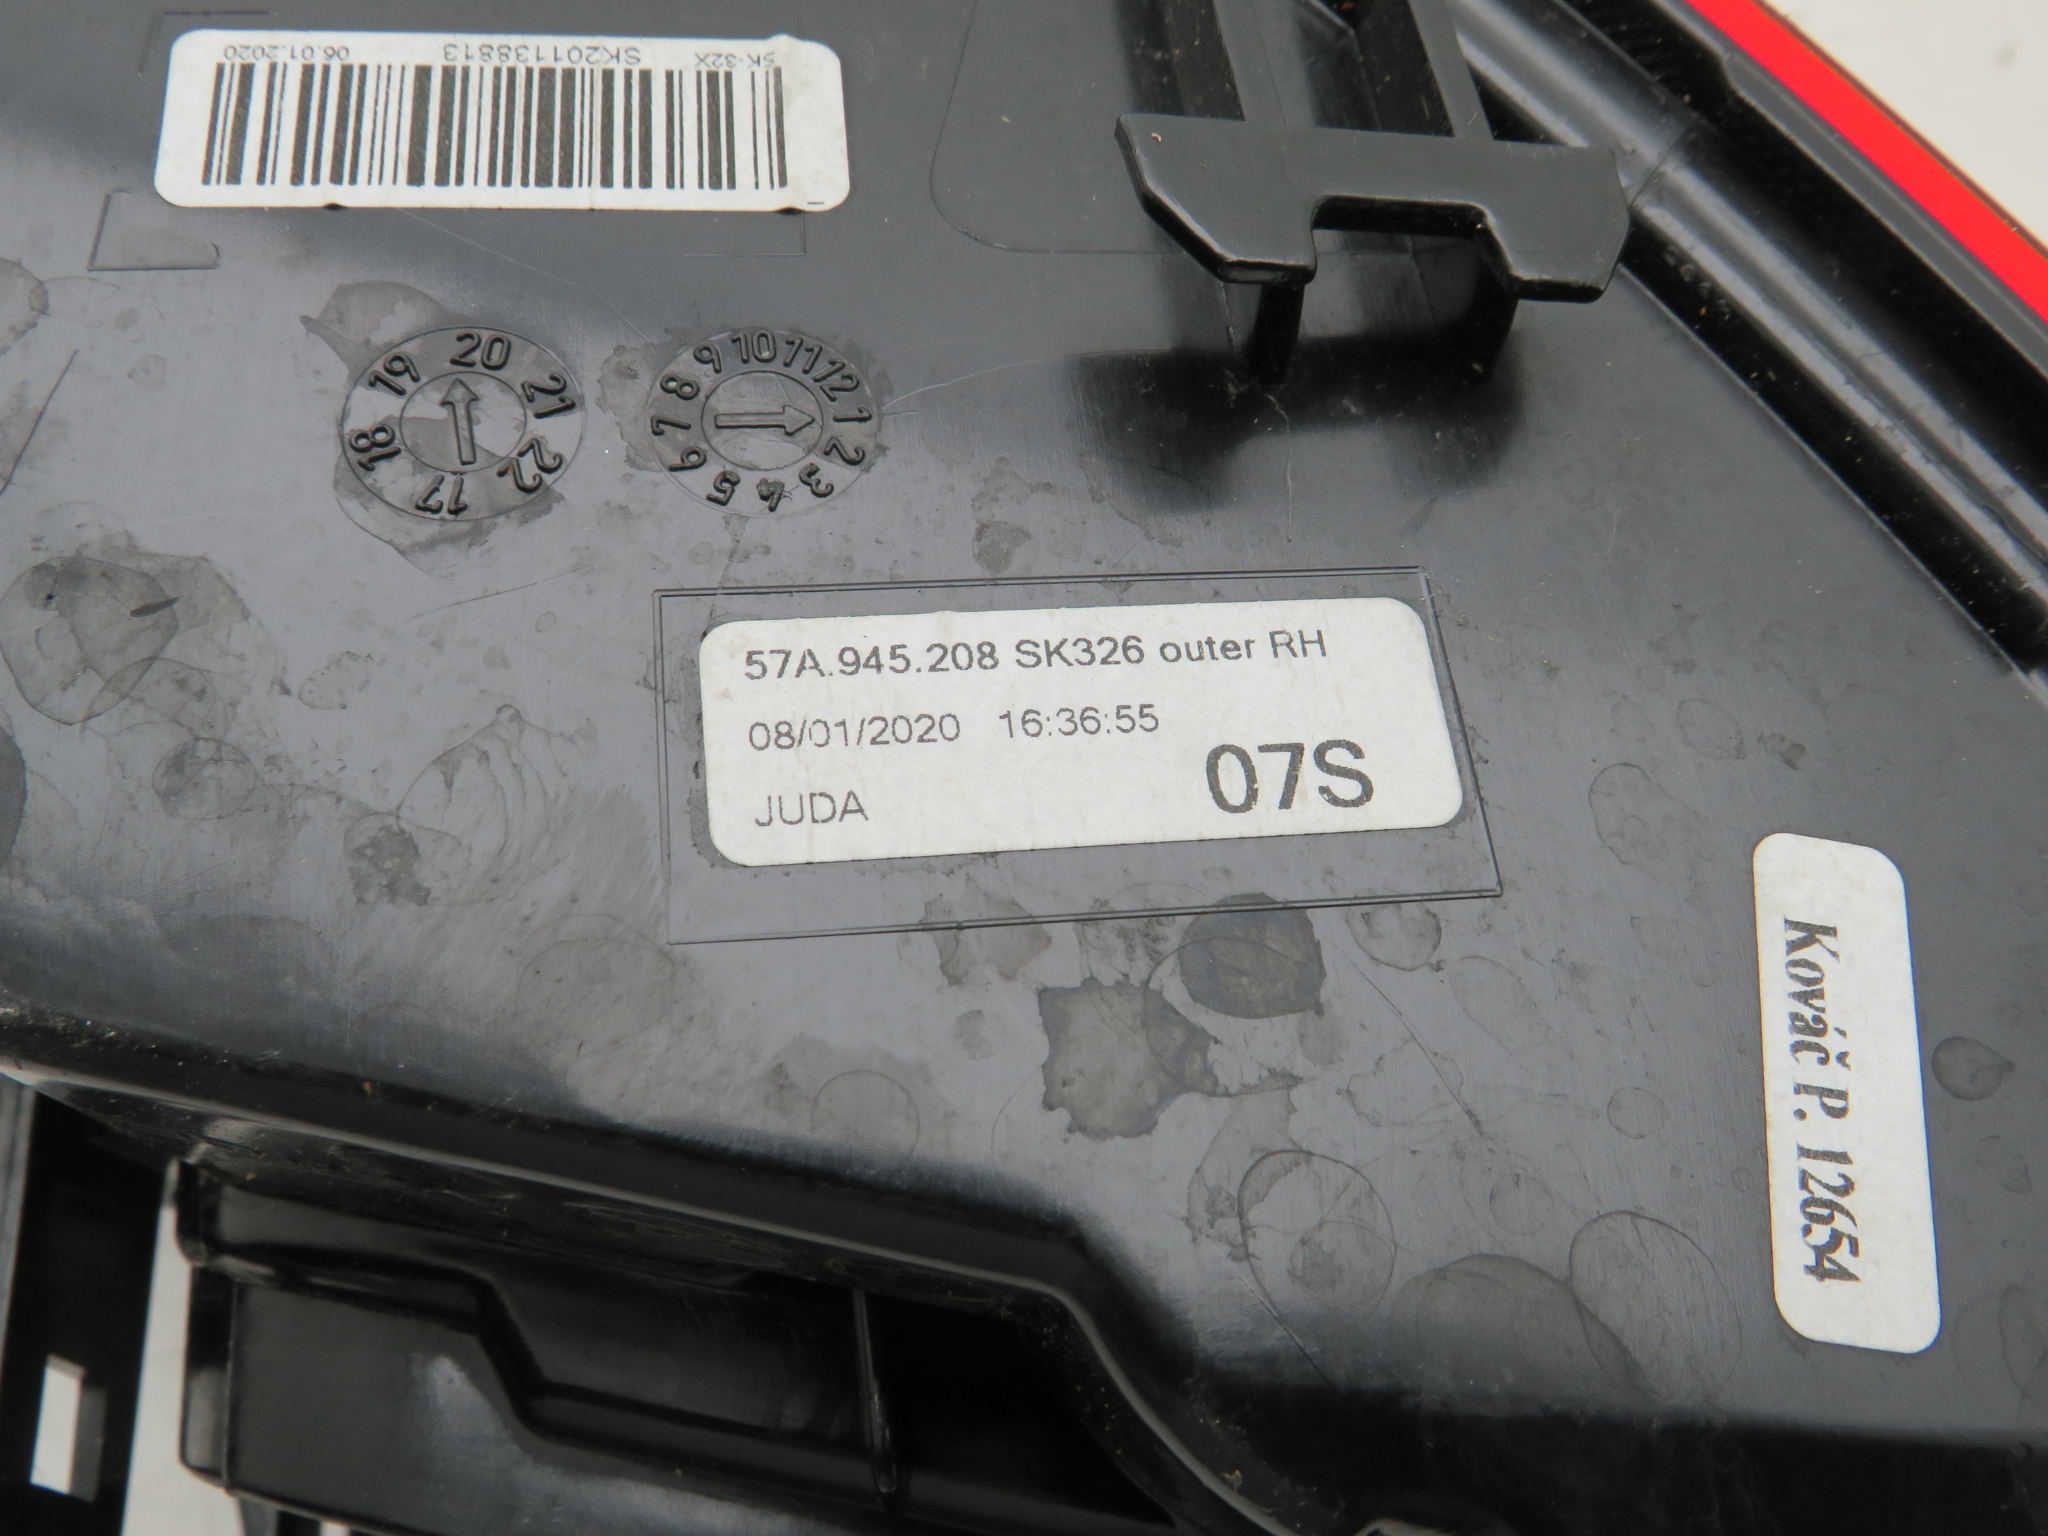 SK-32X SK201138813 06.01.2020
17 18 19 20 21 22
1 2 3 4 5 6 7 8 9 10 11 12
57A.945.208 SK326 outer RH
08/01/2020 16:36:55
JUDA 07S
Kováč P. 12654